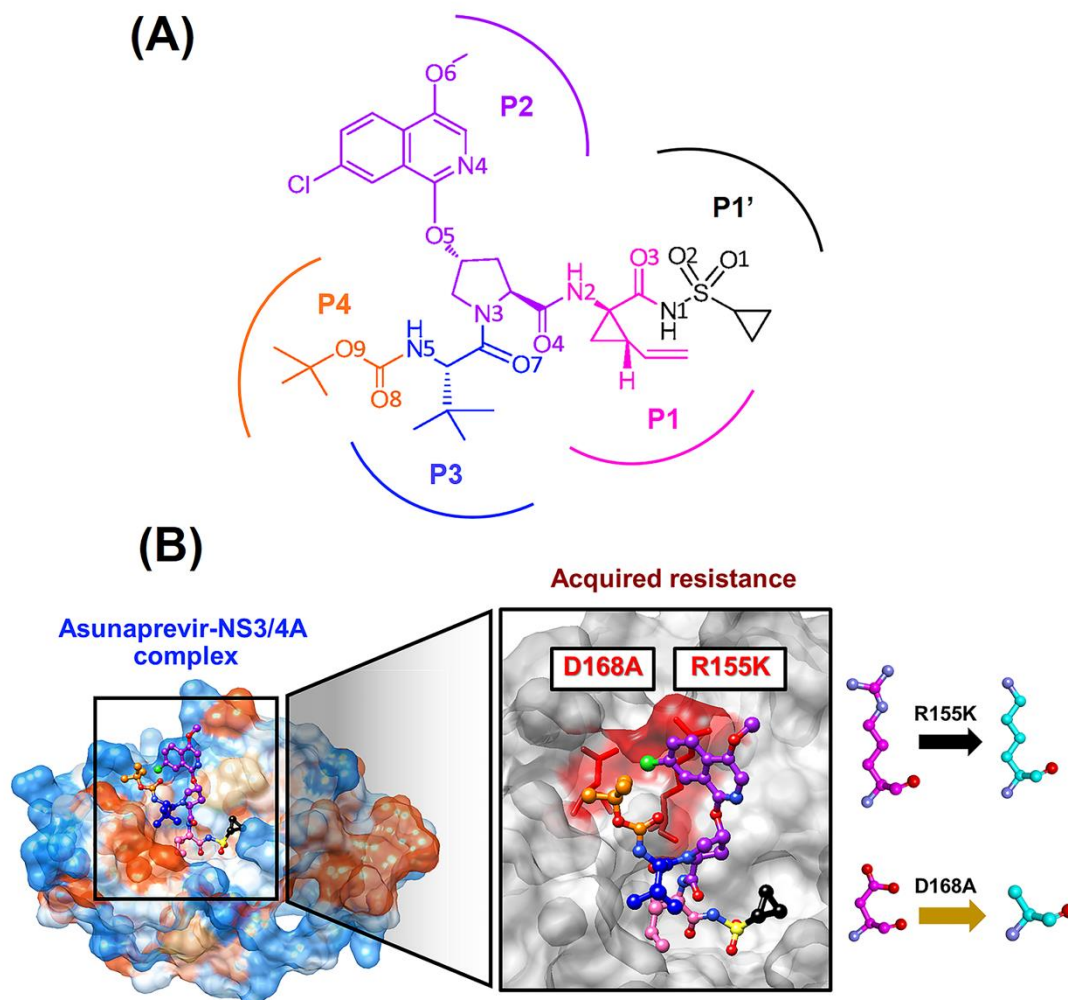 (A)
O6
P2
N4
Cl
P1’
O5
O3
O2
O1
H
N2
S
P4
N3
N1
H
O9
H
N5
O4
O7
O8
H
P1
P3
(B)
Acquired resistance
Asunaprevir-NS3/4A
complex
D168A
R155K
R155K
D168A